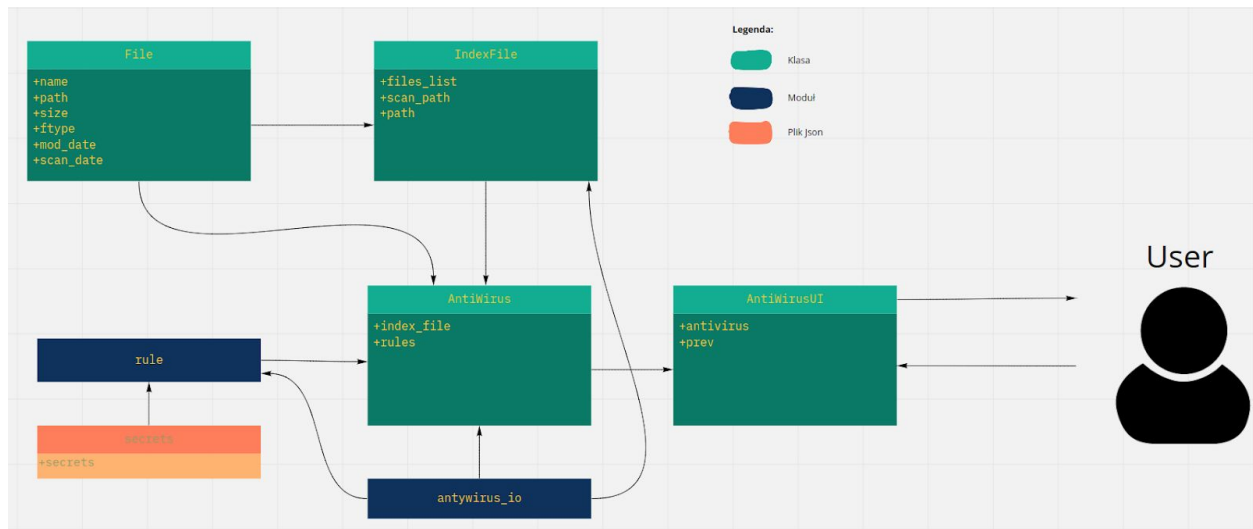 Legenda:
Klasa
Moduł
Plik Json
File
+name
+path
+size
+ftype
+mod_date
+scan_date
IndexFile
+files_list
+scan_path
+path
AntiWirus
+index_file
+rules
AntiWirusUI
+antivirus
+prev
User
rule
secrets
+secrets
antywirus_io